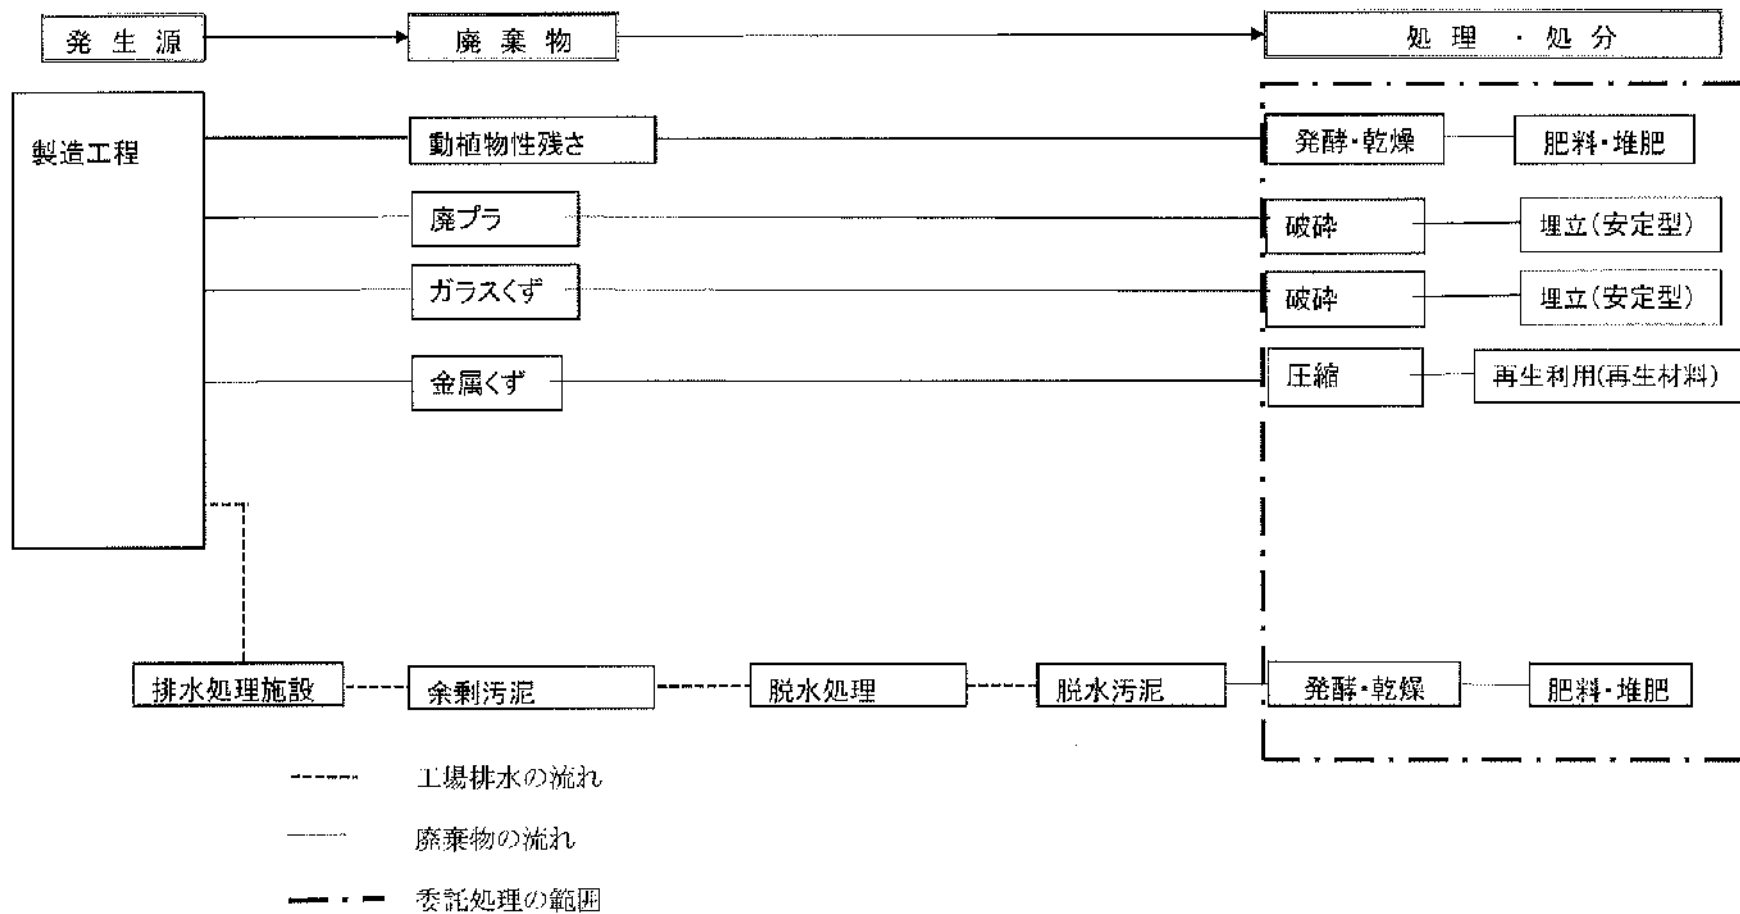 発生源
廃棄物
処理・処分
製造工程
動植物性残さ
発酵・乾燥
肥料・堆肥
廃プラ
破砕
埋立(安定型)
ガラスくず
破砕
埋立(安定型)
金属くず
圧縮
再生利用(再生材料)
排水処理施設
余剰汚泥
脱水処理
脱水汚泥
発酵・乾燥
肥料・堆肥
工場排水の流れ
廃棄物の流れ
委託処理の範囲